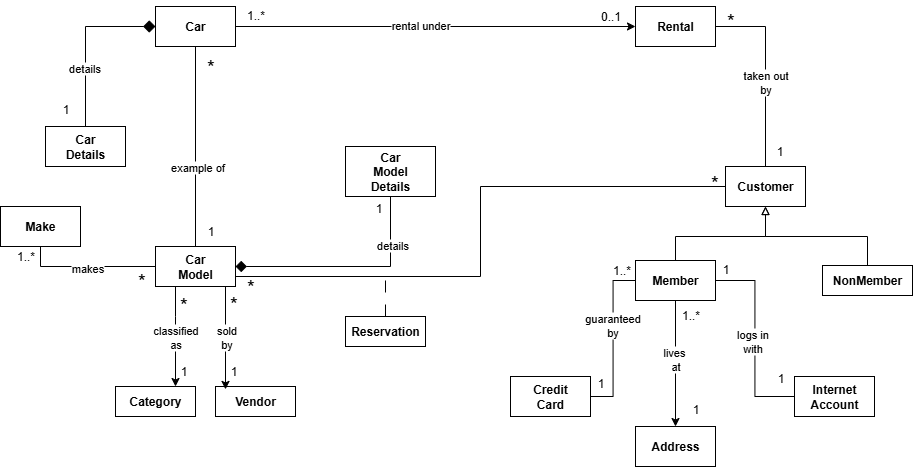 Car
1..*
rental under
0..1
Rental
*
details
*
taken out
by
1
Car
Details
example of
Car
Model
Details
1
*
Customer
Make
1
1
1..*
makes
*
Car
Model
details
*
1..*
Member
1
NonMember
*
*
classified
as
sold
by
Reservation
guaranteed
by
1..*
lives
at
logs in
with
1
1
Category
Vendor
1
Credit
Card
1
Internet
Account
1
Address